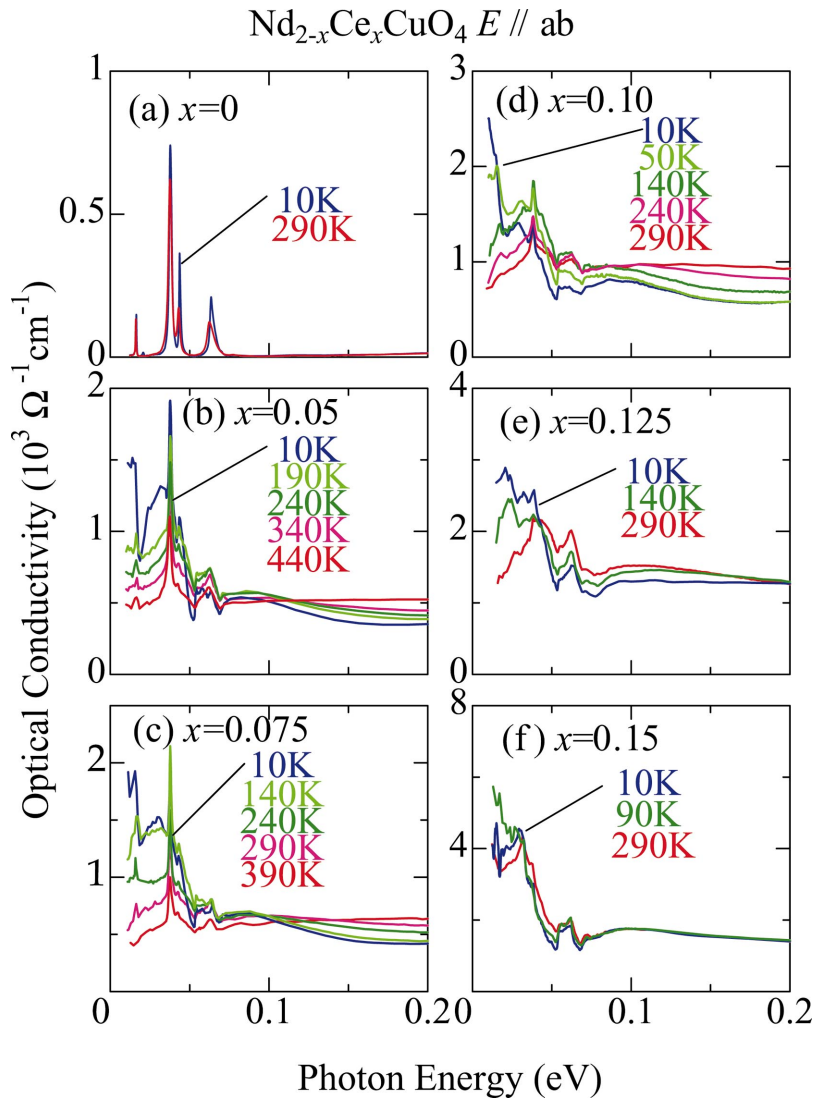 Nd2-xCexCuO4 E // ab
Optical Conductivity (10³ Ω⁻¹cm⁻¹)
1
0.5
0
(a) x=0
10K
290K
2
1
0
(b) x=0.05
10K
190K
240K
340K
440K
2
1
(c) x=0.075
10K
140K
240K
290K
390K
0
0.1
0.2
3
2
1
0
(d) x=0.10
10K
50K
140K
240K
290K
4
2
0
(e) x=0.125
10K
140K
290K
8
4
(f) x=0.15
10K
90K
290K
0
0.1
0.2
Photon Energy (eV)